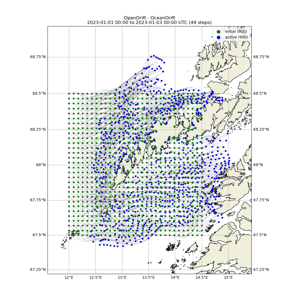 OpenDrift - OceanDrift
2023-01-01 00:00 to 2023-01-03 00:00 UTC (49 steps)
initial (900)
active (900)
68.75°N 68.75°N
68.5°N 68.5°N
68.25°N 68.25°N
68°N 68°N
67.75°N 67.75°N
67.5°N 67.5°N
67.25°N 67.25°N
12°E 12.5°E 13°E 13.5°E 14°E 14.5°E 15°E